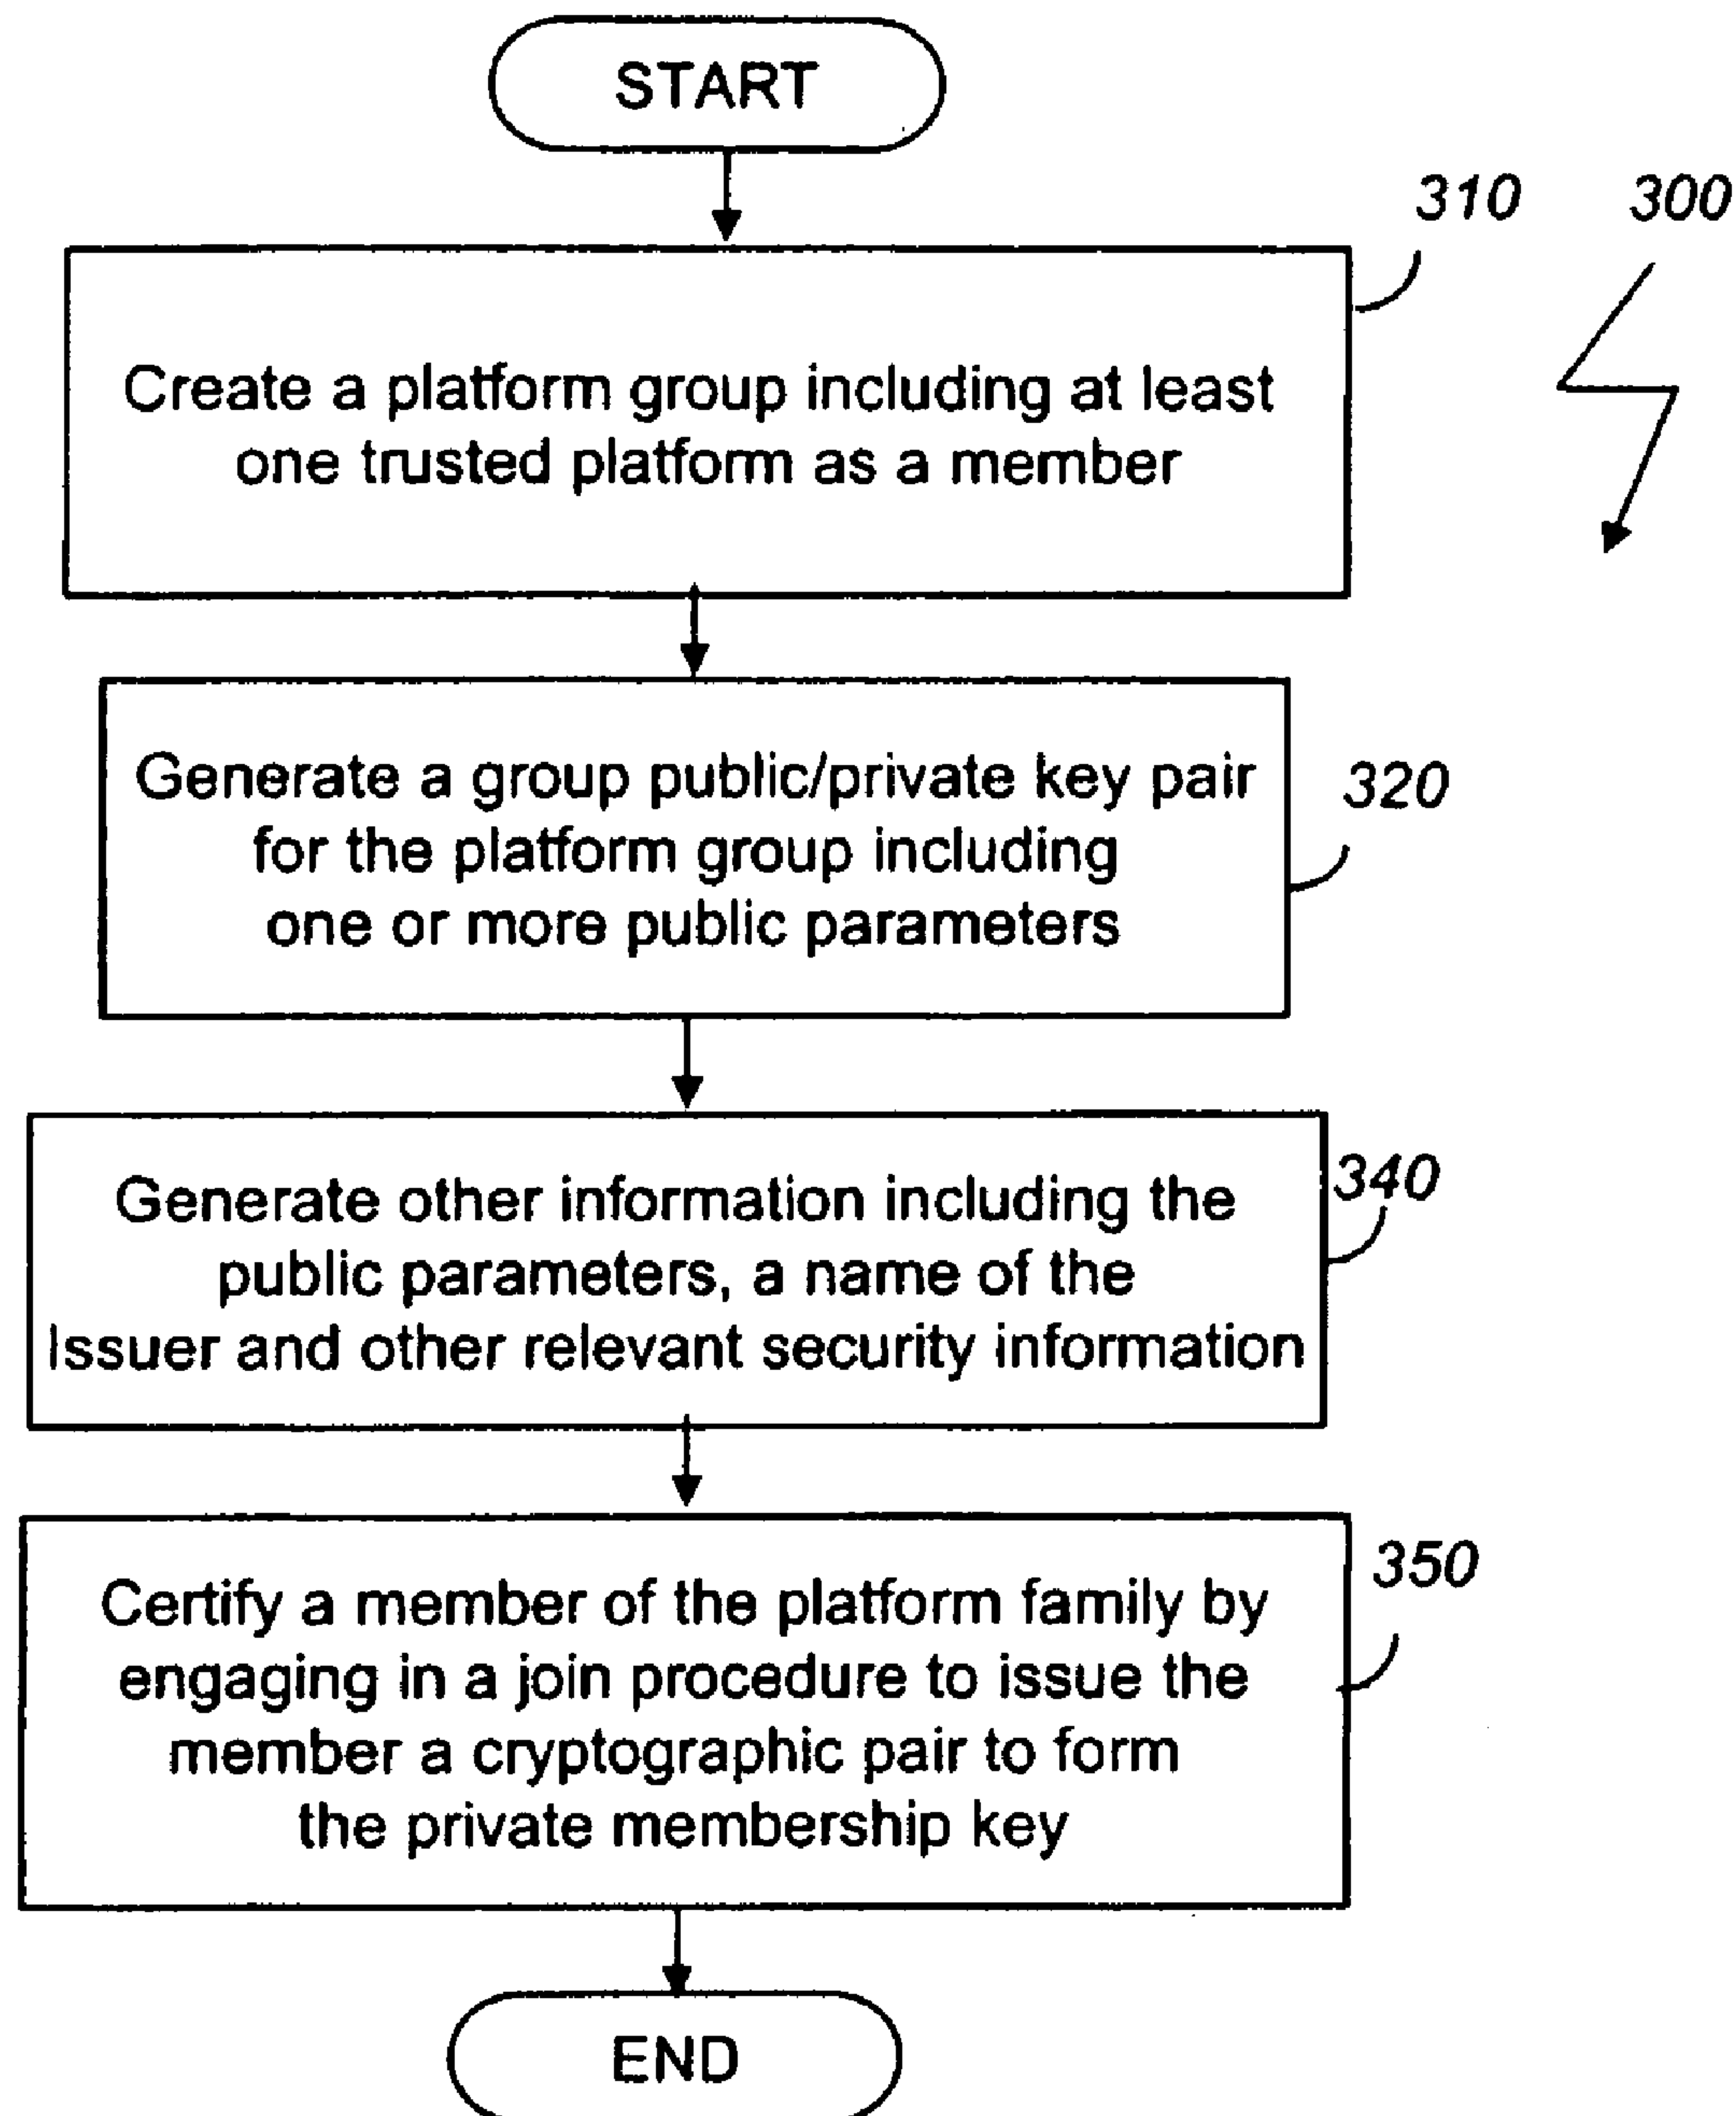 START
310
300
Create a platform group including at least
one trusted platform as a member
Generate a group public/private key pair
for the platform group including
one or more public parameters
320
Generate other information including the
public parameters, a name of the
Issuer and other relevant security information
340
Certify a member of the platform family by
engaging in a join procedure to issue the
member a cryptographic pair to form
the private membership key
350
END